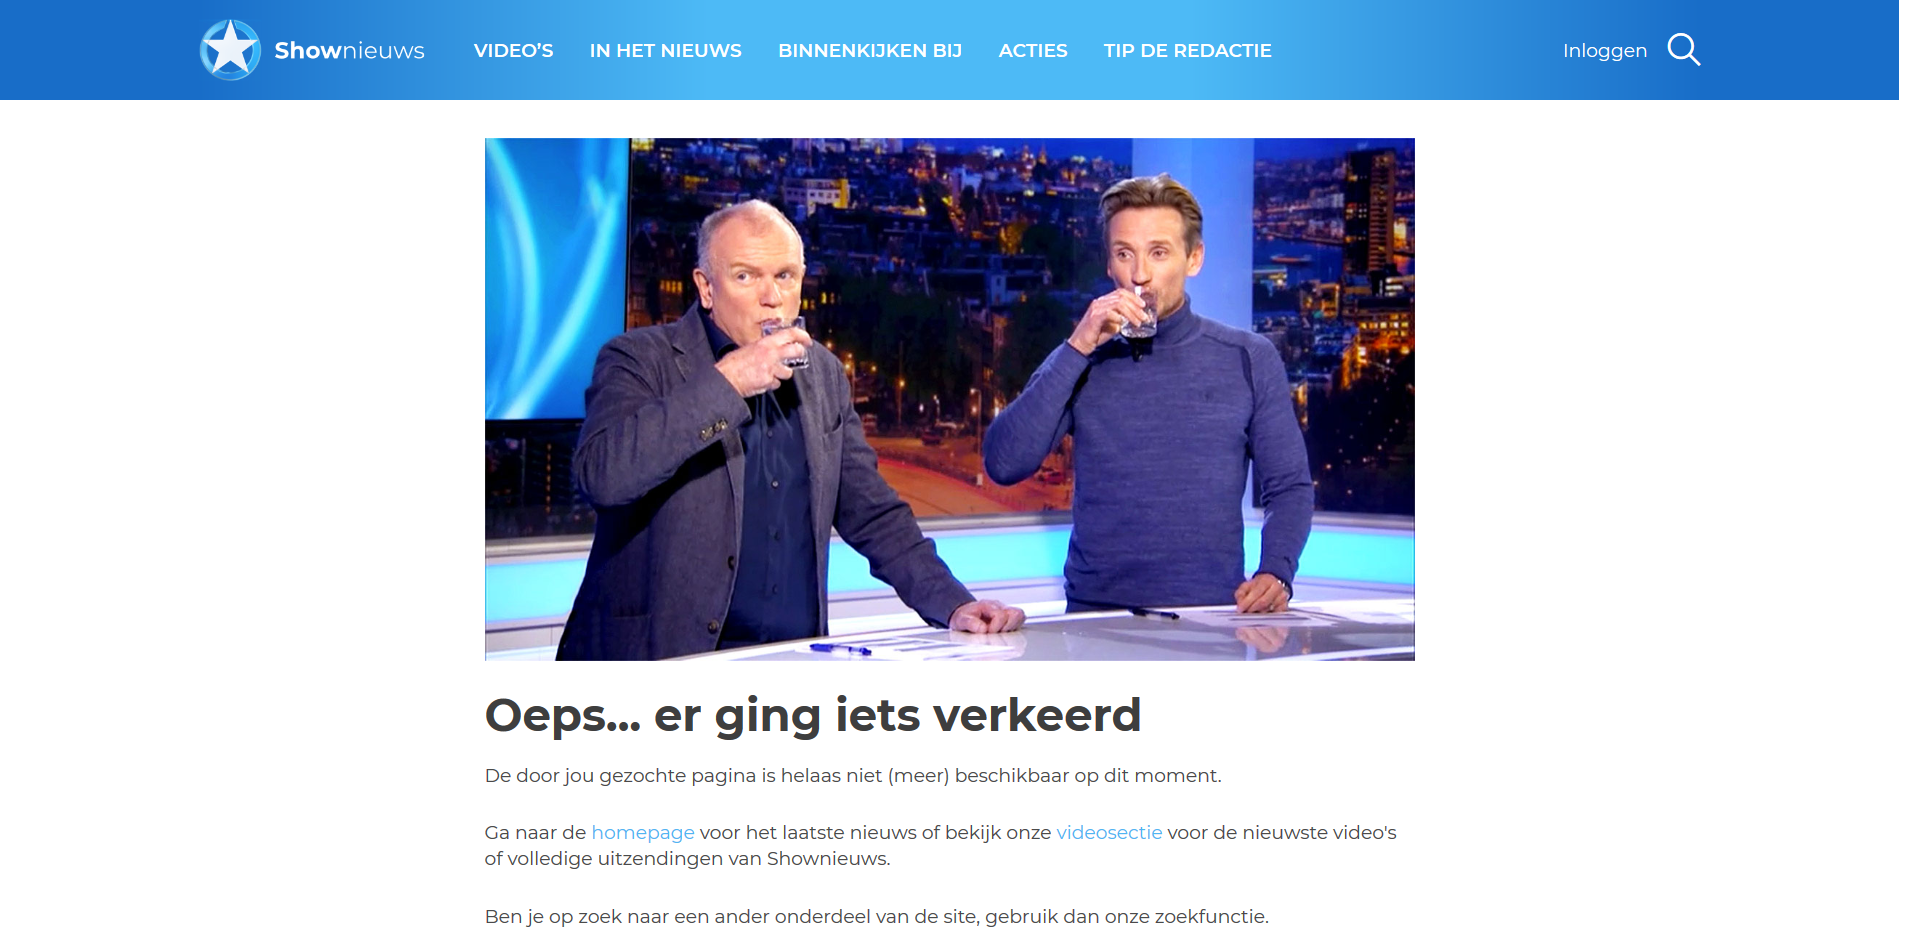 Shownieuws VIDEO’S IN HET NIEUWS BINNENKIJKEN BIJ ACTIES TIP DE REDACTIE Inloggen
Oeps... er ging iets verkeerd
De door jou gezochte pagina is helaas niet (meer) beschikbaar op dit moment.
Ga naar de homepage voor het laatste nieuws of bekijk onze videosectie voor de nieuwste video's
of volledige uitzendingen van Shownieuws.
Ben je op zoek naar een ander onderdeel van de site, gebruik dan onze zoekfunctie.